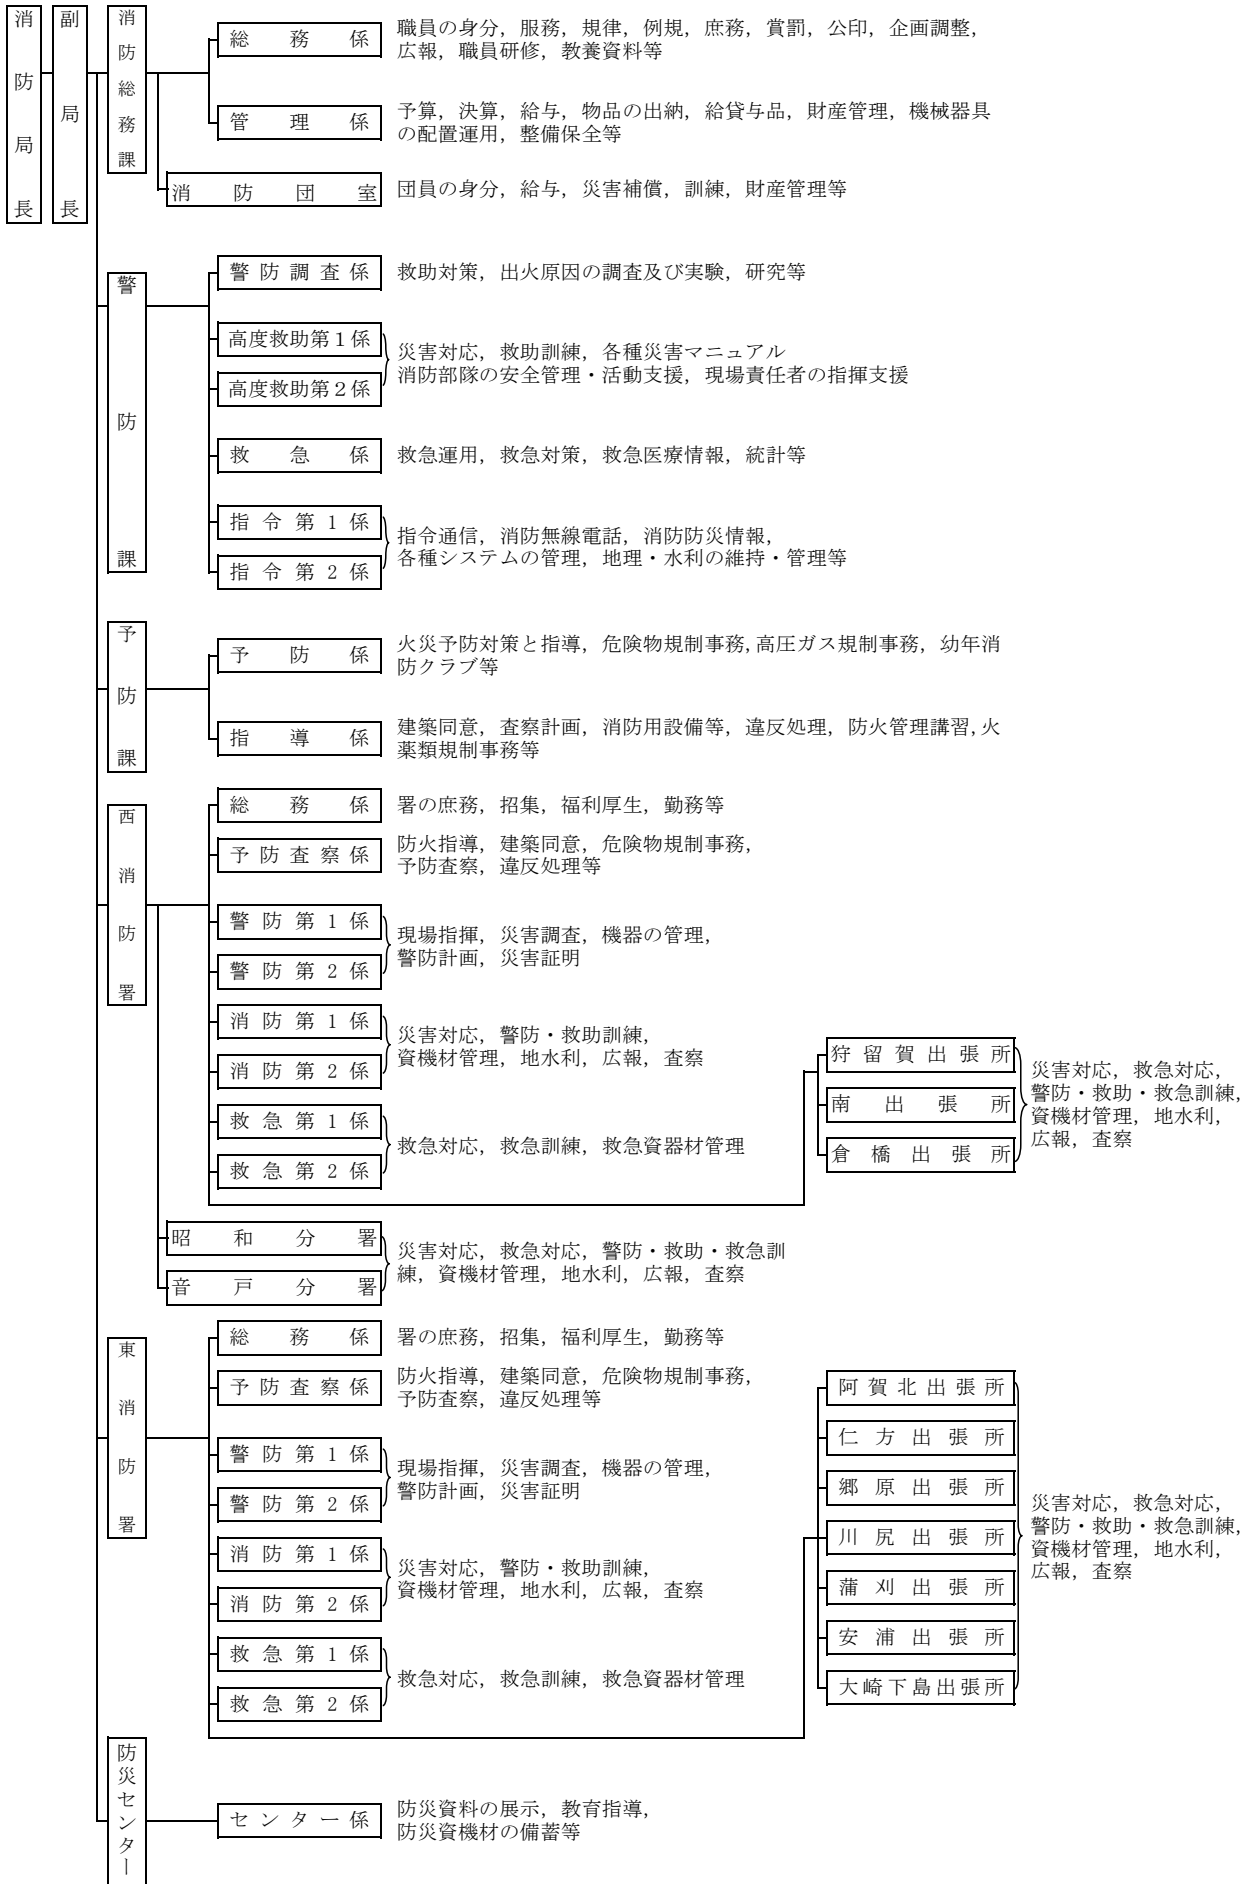 消防局長
副局長
消防総務課
総務係
職員の身分，服務，規律，例規，庶務，賞罰，公印，企画調整，
広報，職員研修，教養資料等
管理係
予算，決算，給与，物品の出納，給貸与品，財産管理，機械器具
の配置運用，整備保全等
消防団室
団員の身分，給与，災害補償，訓練，財産管理等
警防課
警防調査係
救助対策，出火原因の調査及び実験，研究等
高度救助第１係
高度救助第２係
災害対応，救助訓練，各種災害マニュアル
消防部隊の安全管理・活動支援，現場責任者の指揮支援
救急係
救急運用，救急対策，救急医療情報，統計等
指令第１係
指令第２係
指令通信，消防無線電話，消防防災情報，
各種システムの管理，地理・水利の維持・管理等
予防課
予防係
火災予防対策と指導，危険物規制事務,高圧ガス規制事務，幼年消
防クラブ等
指導係
建築同意，査察計画，消防用設備等，違反処理，防火管理講習,火
薬類規制事務等
西消防署
総務係
署の庶務，招集，福利厚生，勤務等
予防査察係
防火指導，建築同意，危険物規制事務，
予防査察，違反処理等
警防第１係
警防第２係
現場指揮，災害調査，機器の管理，
警防計画，災害証明
消防第１係
消防第２係
災害対応，警防・救助訓練，
資機材管理，地水利，広報，査察
救急第１係
救急第２係
救急対応，救急訓練，救急資器材管理
狩留賀出張所
南出張所
倉橋出張所
災害対応，救急対応，
警防・救助・救急訓練，
資機材管理，地水利，
広報，査察
昭和分署
音戸分署
災害対応，救急対応，警防・救助・救急訓
練，資機材管理，地水利，広報，査察
東消防署
総務係
署の庶務，招集，福利厚生，勤務等
予防査察係
防火指導，建築同意，危険物規制事務，
予防査察，違反処理等
警防第１係
警防第２係
現場指揮，災害調査，機器の管理，
警防計画，災害証明
消防第１係
消防第２係
災害対応，警防・救助訓練，
資機材管理，地水利，広報，査察
救急第１係
救急第２係
救急対応，救急訓練，救急資器材管理
阿賀北出張所
仁方出張所
郷原出張所
川尻出張所
蒲刈出張所
安浦出張所
大崎下島出張所
災害対応，救急対応，
警防・救助・救急訓練，
資機材管理，地水利，
広報，査察
防災センター
センター係
防災資料の展示，教育指導，
防災資機材の備蓄等